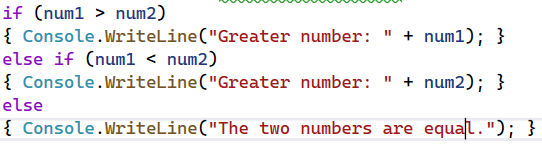 if (num1 > num2)
{ Console.WriteLine("Greater number: " + num1); }
else if (num1 < num2)
{ Console.WriteLine("Greater number: " + num2); }
else
{ Console.WriteLine("The two numbers are equal."); }